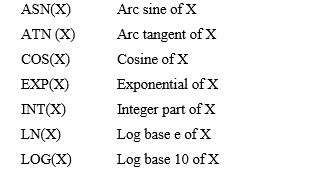 ASN(X) Arc sine of X
ATN (X) Arc tangent of X
COS(X) Cosine of X
EXP(X) Exponential of X
INT(X) Integer part of X
LN(X) Log base e of X
LOG(X) Log base 10 of X